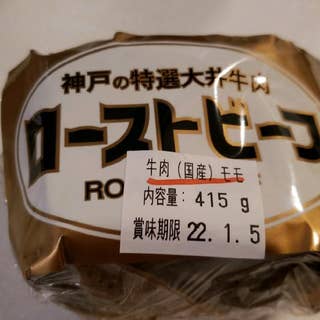 神戸の特選大井牛肉
ローストビーフ
RO
牛肉(国産)モモ
内容量: 415g
賞味期限 22.1.5